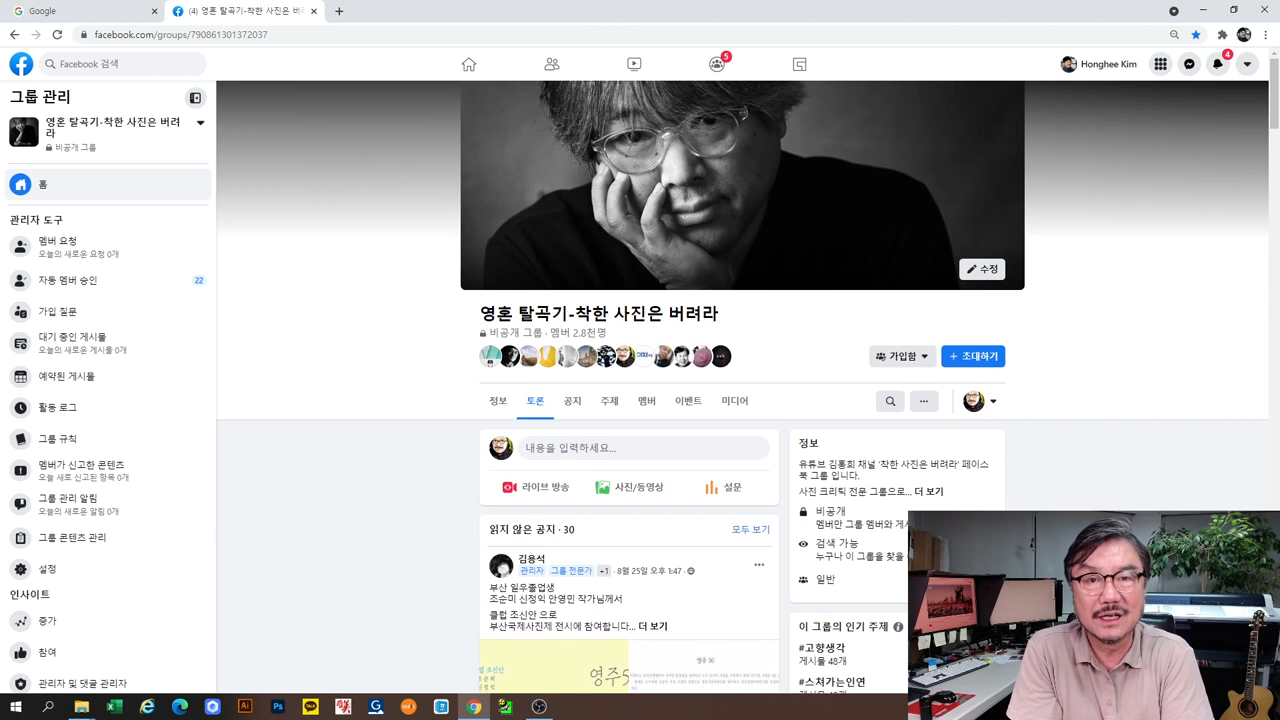 Google
(4) 영혼 탈곡기-착한 사진은 버려
facebook.com/groups/790861301372037
Facebook 검색
5
Honghee Kim
4
그룹 관리
영혼 탈곡기-착한 사진은 버려
라
비공개 그룹
홈
관리자 도구
멤버 요청
오늘의 새로운 요청 0개
자동 멤버 승인
22
가입 질문
대기 중인 게시물
오늘의 새로운 게시물 0개
예약된 게시물
활동 로그
그룹 규칙
멤버가 신고한 콘텐츠
오늘 새로 신고된 항목 0개
그룹 관리 알림
오늘의 새로운 알림 0개
그룹 콘텐츠 관리
설정
인사이트
증가
참여
수정
영혼 탈곡기-착한 사진은 버려라
비공개 그룹 · 멤버 2.8천명
가입함
+ 초대하기
정보
토론
공지
주제
멤버
이벤트
미디어
내용을 입력하세요...
라이브 방송
사진/동영상
설문
읽지 않은 공지 · 30
모두 보기
김용석
관리자
그룹 전문가
+1
· 8월 25일 오후 1:47 ·
부산 일우졸업생
조순미 신정식 안영민 작가님께서
클럽 조신안 으로
부산국제사진제 전시에 참여합니다... 더 보기
영주 50
정보
유튜브 김홍희 채널 '착한 사진은 버려라' 페이스
북 그룹 입니다.
사진 크리틱 전문 그룹으로... 더 보기
비공개
멤버만 그룹 멤버와 게시
검색 가능
누구나 이 그룹을 찾을
일반
이 그룹의 인기 주제
#고향생각
게시물 48개
#스쳐가는인연